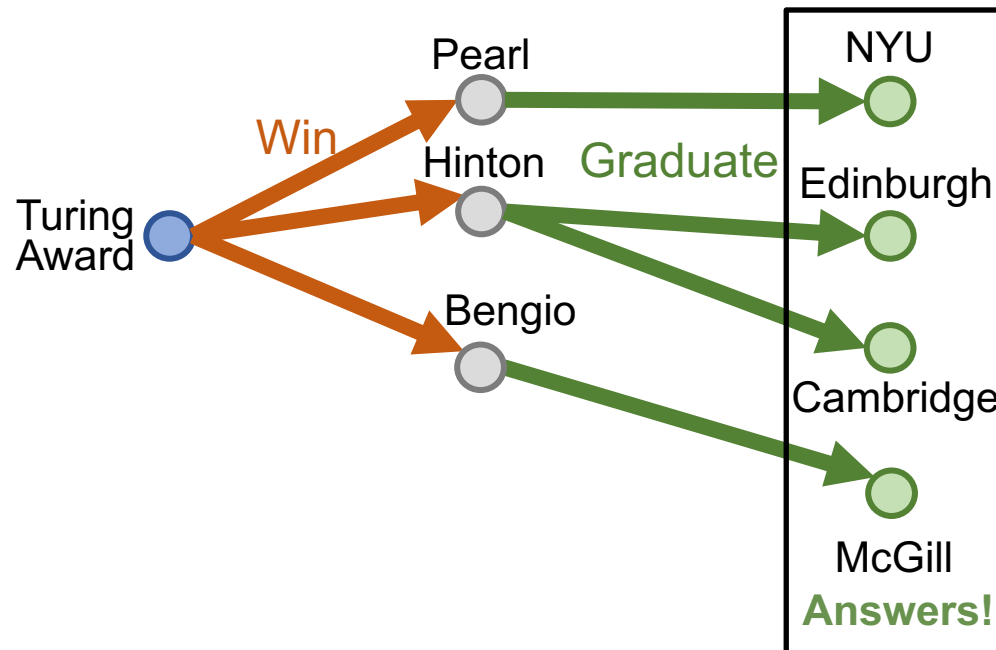 NYU
Pearl
Win
Hinton
Graduate
Edinburgh
Turing
Award
Bengio
Cambridge
McGill
Answers!